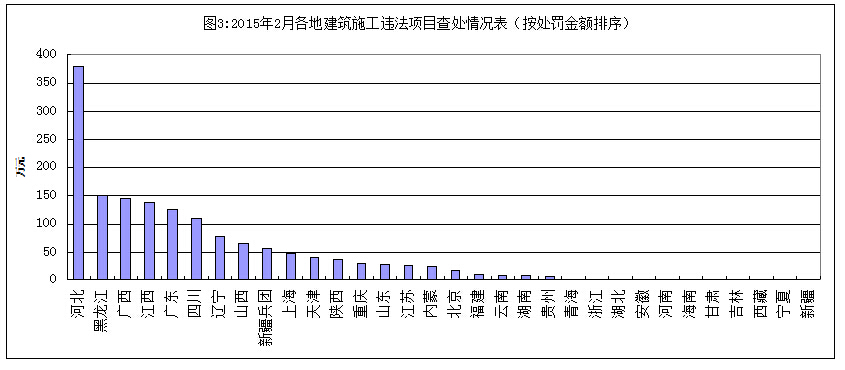 图3:2015年2月各地建筑施工违法项目查处情况表（按处罚金额排序）
400
350
300
250
200
150
100
50
0
万元
河北
黑龙江
广西
江西
广东
四川
辽宁
山西
新疆兵团
上海
天津
陕西
重庆
山东
江苏
内蒙
北京
福建
云南
湖南
贵州
青海
浙江
湖北
安徽
河南
海南
甘肃
吉林
西藏
宁夏
新疆